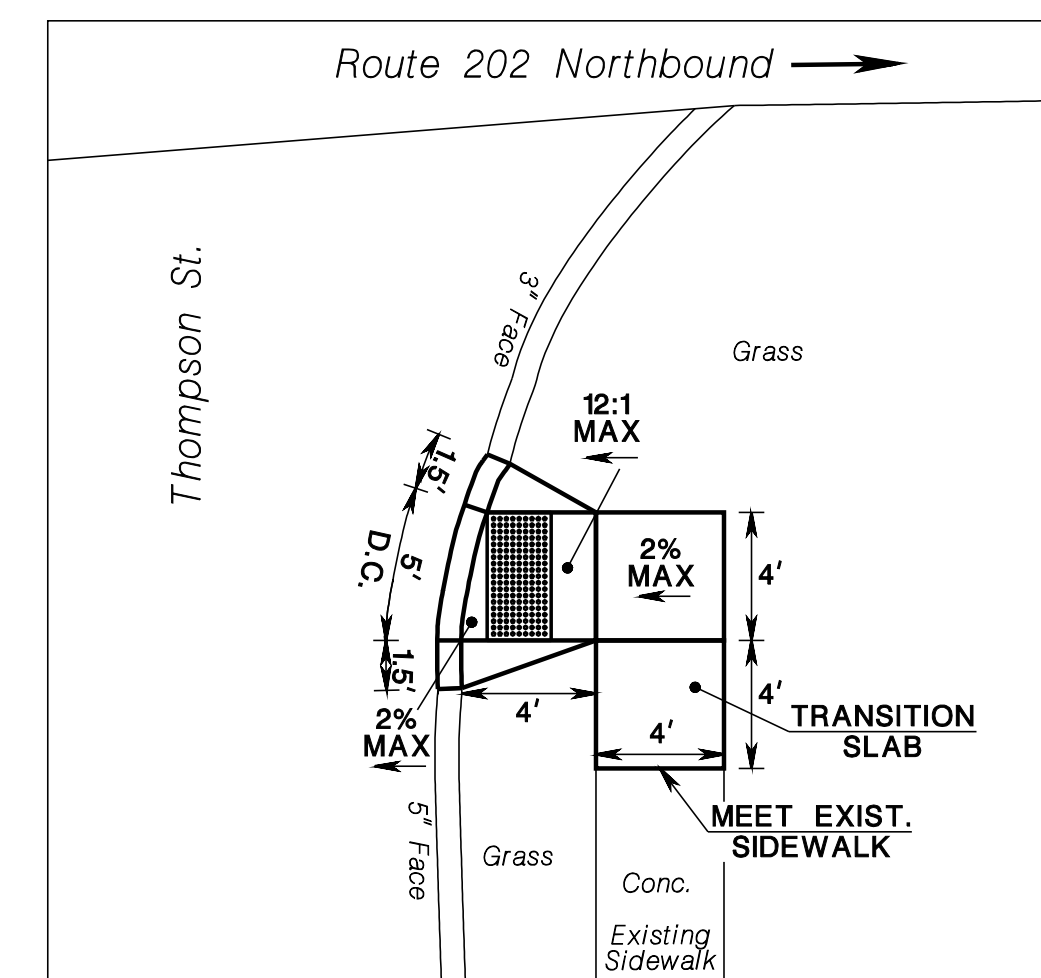 Route 202 Northbound
Thompson St.
3" Face
Grass
12:1
MAX
1.5'
5'
D.C.
2%
MAX
4'
1.5'
4'
4'
4'
TRANSITION
SLAB
2%
MAX
MEET EXIST.
SIDEWALK
5" Face
Grass
Conc.
Existing
Sidewalk